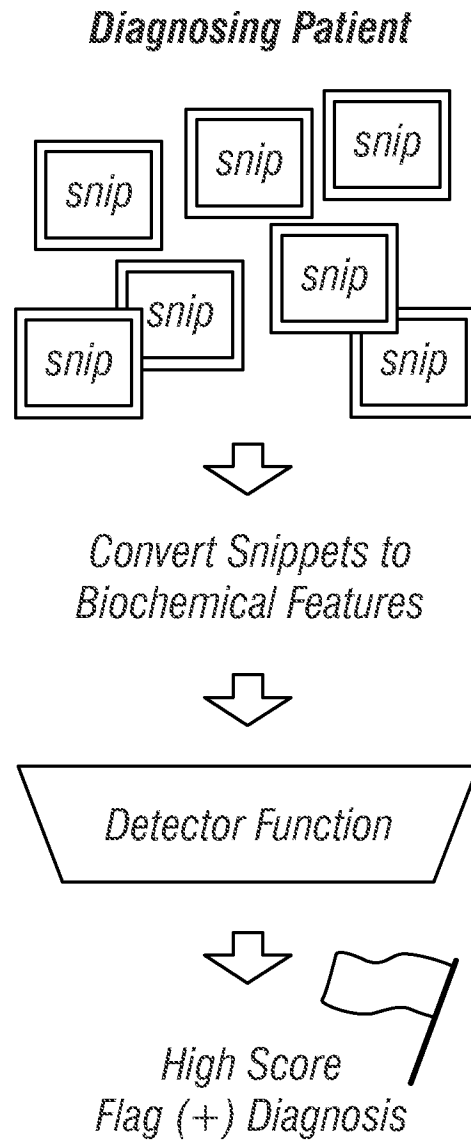 Diagnosing Patient
snip
snip
snip
snip
snip
snip
snip
Convert Snippets to
Biochemical Features
Detector Function
High Score
Flag (+) Diagnosis